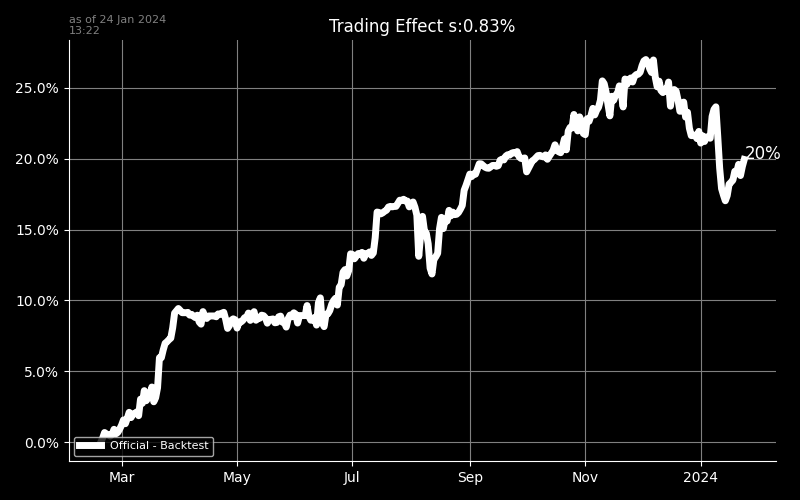 as of 24 Jan 2024
13:22
Trading Effect s:0.83%
25.0%
20.0%
15.0%
10.0%
5.0%
0.0%
20%
Official - Backtest
Mar May Jul Sep Nov 2024